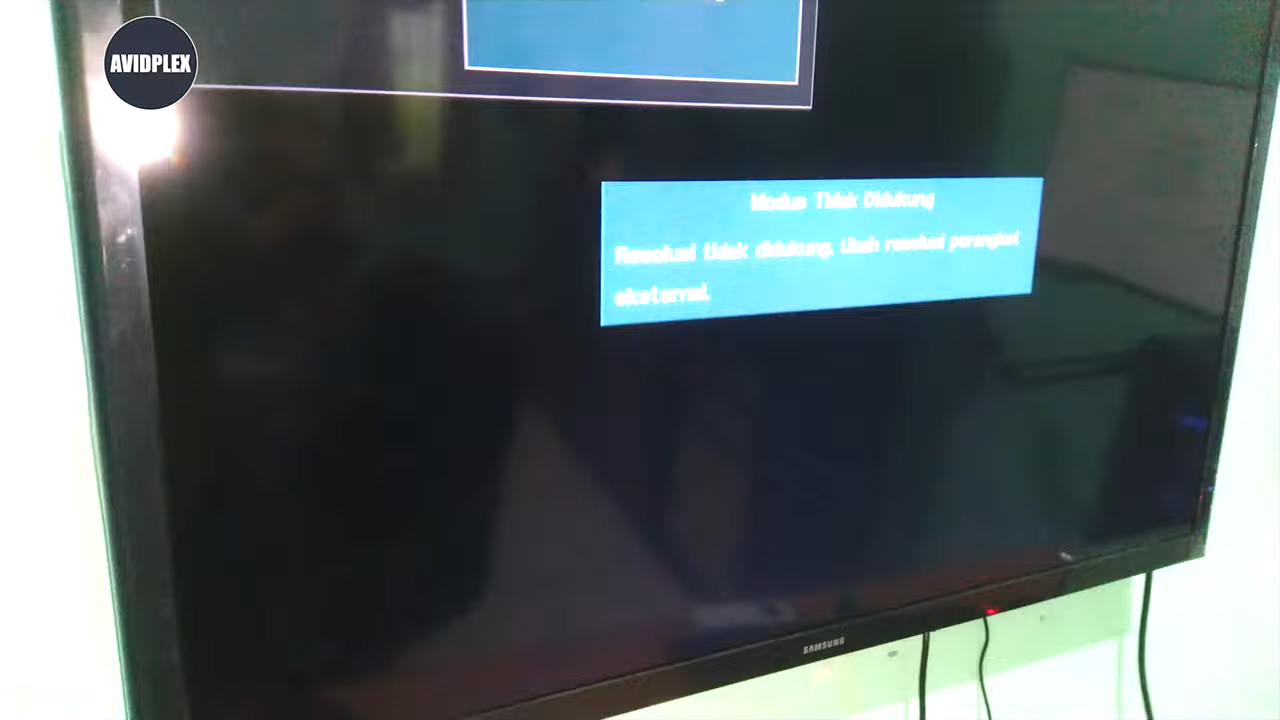 AVIDPLEX
Modus Tidak Didukung
Resolusi tidak didukung. Ubah resolusi perangkat
eksternal.
SAMSUNG